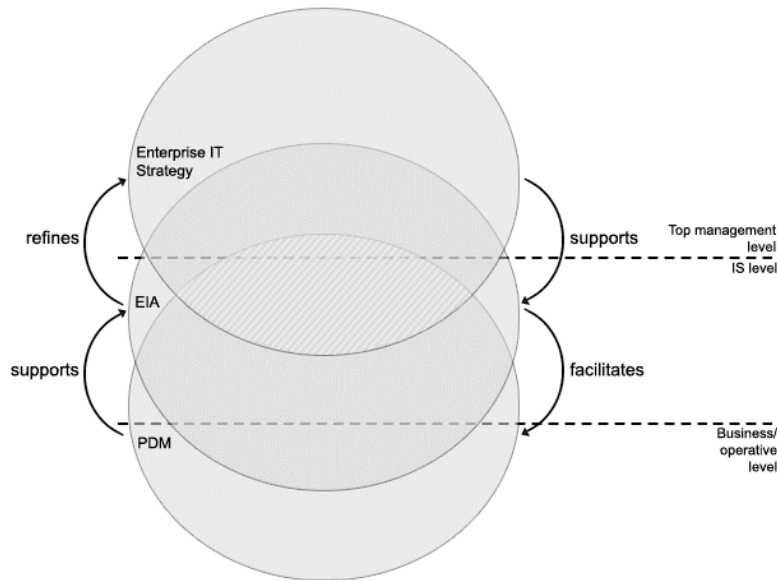 Enterprise IT
Strategy
refines
supports
Top management
level
IS level
EIA
supports
facilitates
PDM
Business/
operative
level